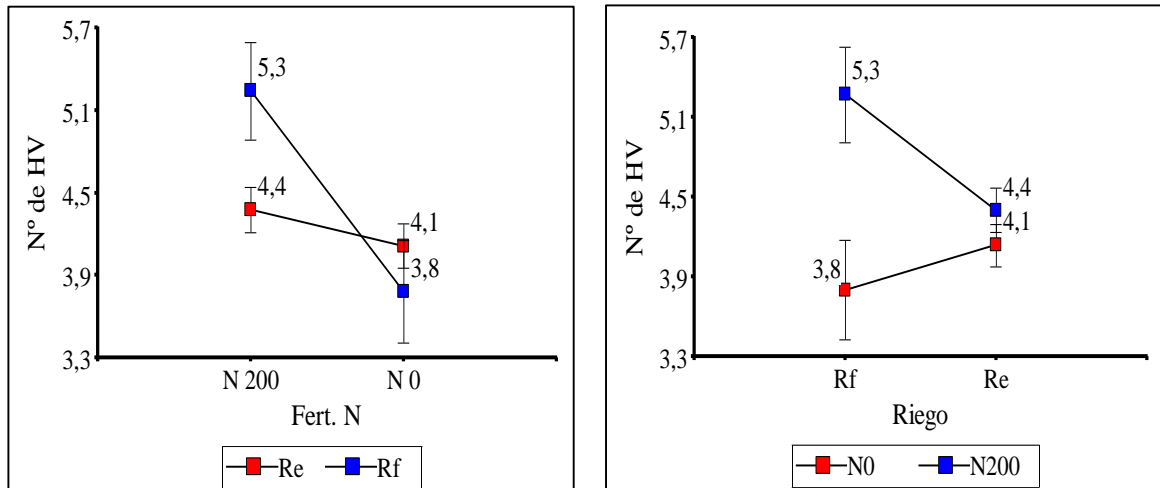 5,7
5,1
4,5
3,9
3,3
Nº de HV
5,3
4,4
4,1
3,8
N 200
N 0
Fert. N
Re
Rf
5,7
5,1
4,5
3,9
3,3
Nº de HV
5,3
4,4
4,1
3,8
Rf
Re
Riego
N0
N200